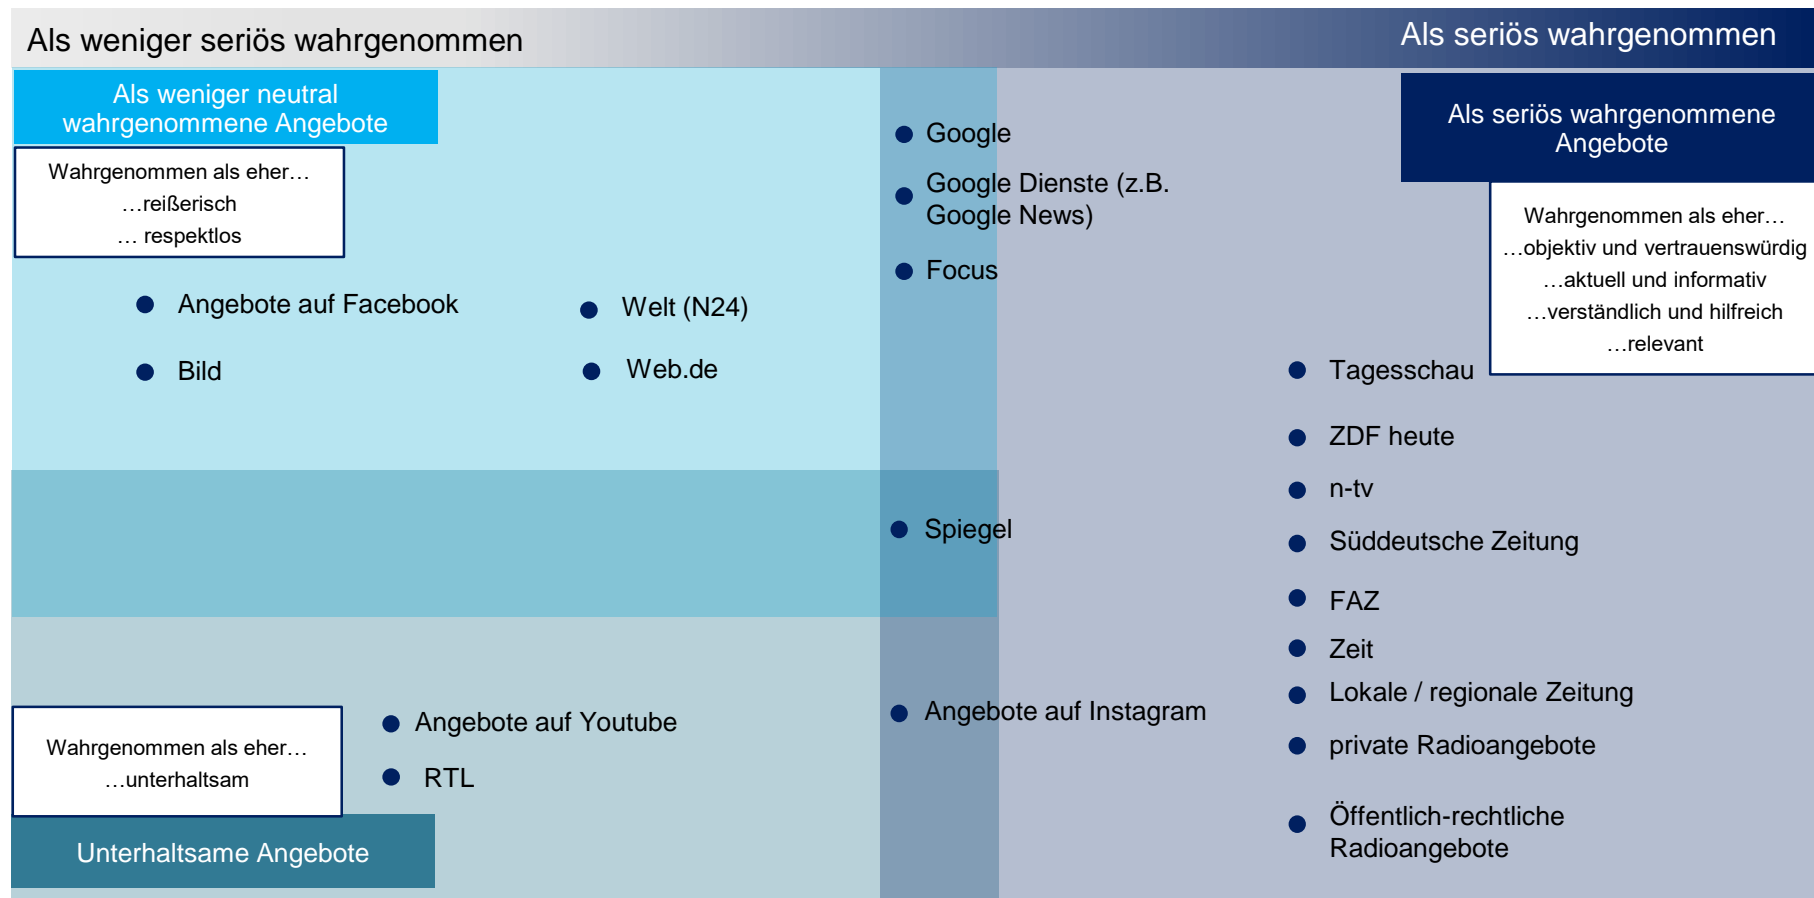 Als weniger seriös wahrgenommen
Als seriös wahrgenommen
Als weniger neutral
wahrgenommene Angebote
Wahrgenommen als eher…
…reißerisch
… respektlos
Angebote auf Facebook
Bild
Welt (N24)
Web.de
Google
Google Dienste (z.B.
Google News)
Focus
Spiegel
Angebote auf Instagram
Als seriös wahrgenommene
Angebote
Wahrgenommen als eher…
…objektiv und vertrauenswürdig
…aktuell und informativ
…verständlich und hilfreich
…relevant
Tagesschau
ZDF heute
n-tv
Süddeutsche Zeitung
FAZ
Zeit
Lokale / regionale Zeitung
private Radioangebote
Öffentlich-rechtliche
Radioangebote
Angebote auf Youtube
RTL
Wahrgenommen als eher…
…unterhaltsam
Unterhaltsame Angebote